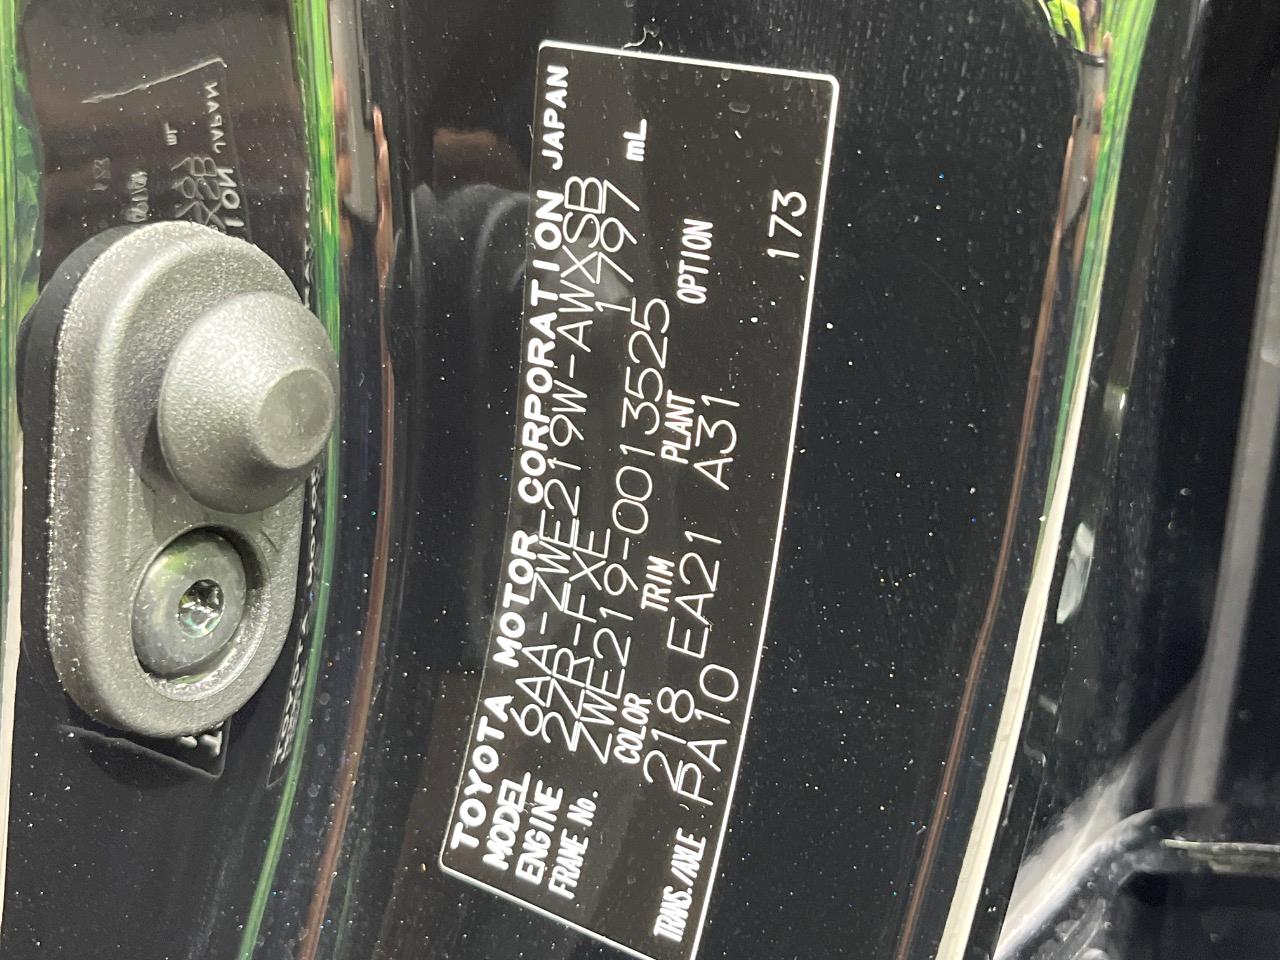 TOYOTA MOTOR CORPORATION JAPAN
MODEL 6AA-ZWE219W-AWXSB
ENGINE 2ZR-FXE 1797 mL
FRAME No. ZWE219-0013525
COLOR TRIM PLANT OPTION
218 EA21 A31
TRANS./AXLE PA10 173